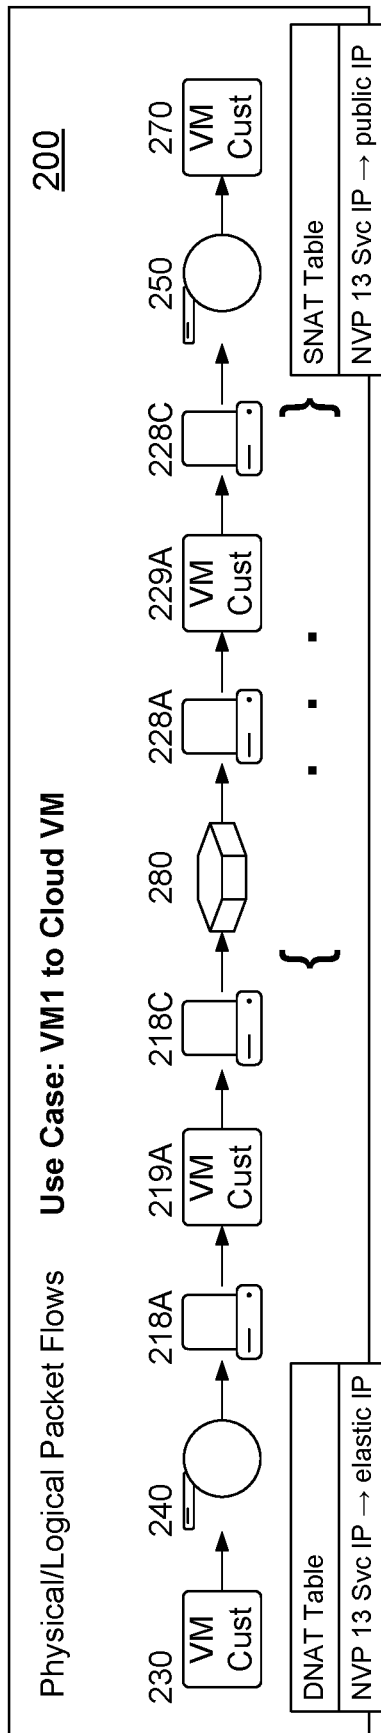 Physical/Logical Packet Flows Use Case: VM1 to Cloud VM
200
230 240 218A 219A 218C 280 228A 229A 228C 250 270
VM VM VM VM
Cust Cust Cust Cust
{ . . . }
DNAT Table SNAT Table
NVP 13 Svc IP → elastic IP NVP 13 Svc IP → public IP